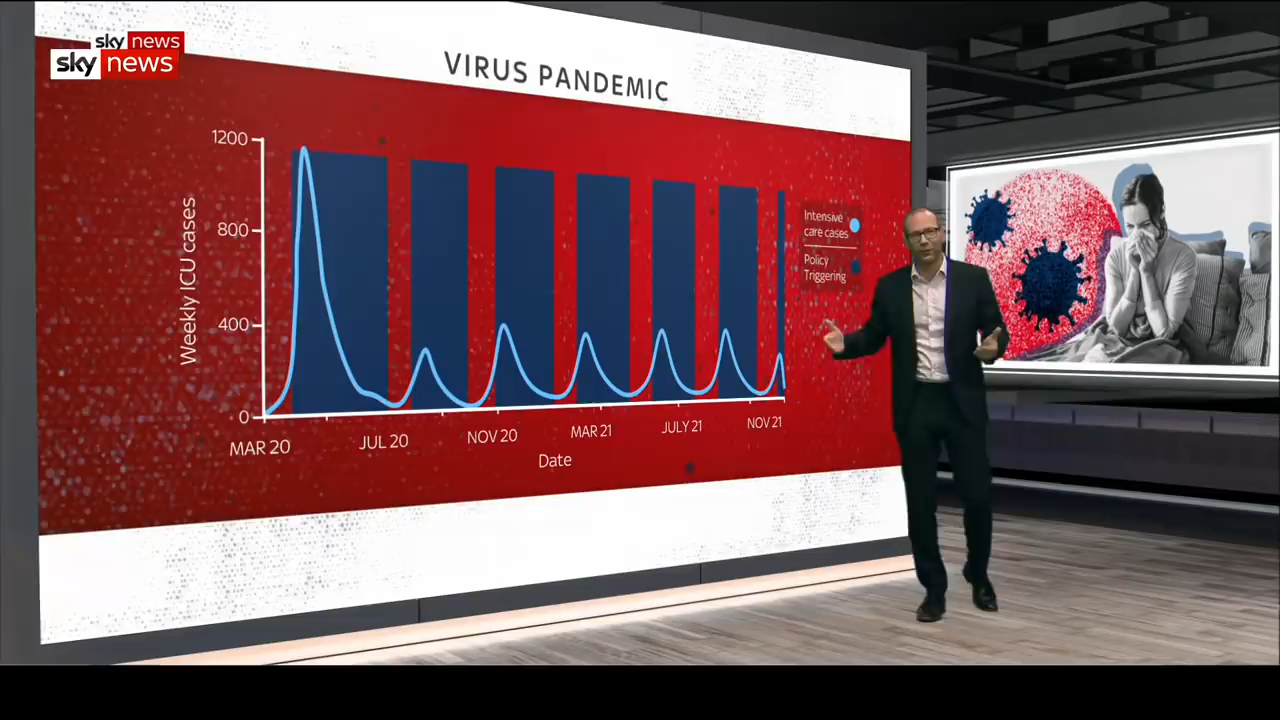 sky news
sky news
VIRUS PANDEMIC
1200
800
400
0
Weekly ICU cases
MAR 20
JUL 20
NOV 20
MAR 21
JULY 21
NOV 21
Date
Intensive
care cases
Policy
Triggering